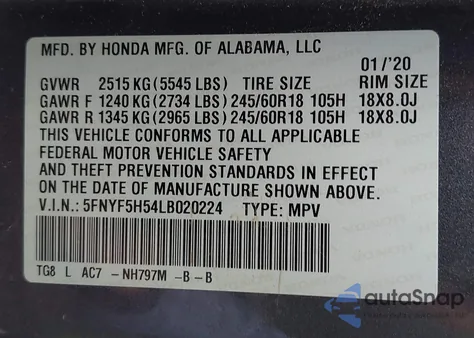 MFD. BY HONDA MFG. OF ALABAMA, LLC
01/'20
GVWR 2515 KG (5545 LBS) TIRE SIZE RIM SIZE
GAWR F 1240 KG (2734 LBS) 245/60R18 105H 18X8.0J
GAWR R 1345 KG (2965 LBS) 245/60R18 105H 18X8.0J
THIS VEHICLE CONFORMS TO ALL APPLICABLE
FEDERAL MOTOR VEHICLE SAFETY
AND THEFT PREVENTION STANDARDS IN EFFECT
ON THE DATE OF MANUFACTURE SHOWN ABOVE.
V.I.N.: 5FNYF5H54LB020224 TYPE: MPV
TG8 L AC7 -NH797M -B-B
autoSnap